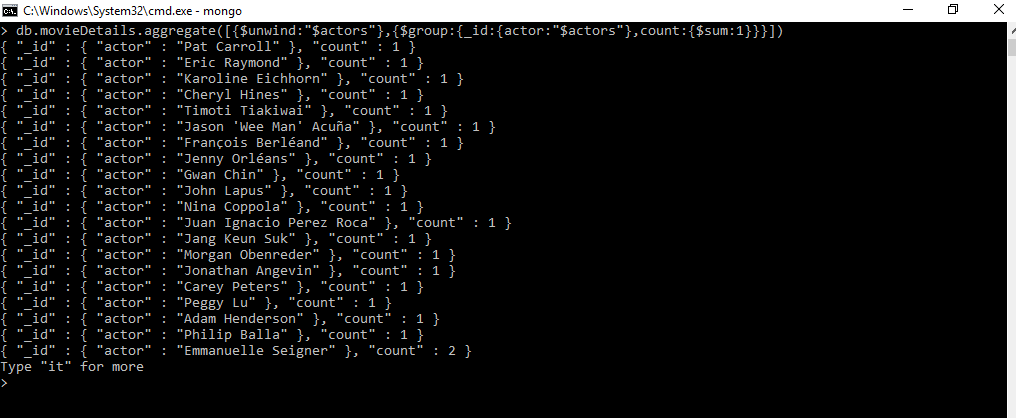 C:\Windows\System32\cmd.exe - mongo
> db.movieDetails.aggregate([{$unwind:"$actors"},{$group:{_id:{actor:"$actors"},count:{$sum:1}}}])
{ "_id" : { "actor" : "Pat Carroll" }, "count" : 1 }
{ "_id" : { "actor" : "Eric Raymond" }, "count" : 1 }
{ "_id" : { "actor" : "Karoline Eichhorn" }, "count" : 1 }
{ "_id" : { "actor" : "Cheryl Hines" }, "count" : 1 }
{ "_id" : { "actor" : "Timoti Tiakiwai" }, "count" : 1 }
{ "_id" : { "actor" : "Jason 'Wee Man' Acuña" }, "count" : 1 }
{ "_id" : { "actor" : "François Berléand" }, "count" : 1 }
{ "_id" : { "actor" : "Jenny Orléans" }, "count" : 1 }
{ "_id" : { "actor" : "Gwan Chin" }, "count" : 1 }
{ "_id" : { "actor" : "John Lapus" }, "count" : 1 }
{ "_id" : { "actor" : "Nina Coppola" }, "count" : 1 }
{ "_id" : { "actor" : "Juan Ignacio Perez Roca" }, "count" : 1 }
{ "_id" : { "actor" : "Jang Keun Suk" }, "count" : 1 }
{ "_id" : { "actor" : "Morgan Obenreder" }, "count" : 1 }
{ "_id" : { "actor" : "Jonathan Angevin" }, "count" : 1 }
{ "_id" : { "actor" : "Carey Peters" }, "count" : 1 }
{ "_id" : { "actor" : "Peggy Lu" }, "count" : 1 }
{ "_id" : { "actor" : "Adam Henderson" }, "count" : 1 }
{ "_id" : { "actor" : "Philip Balla" }, "count" : 1 }
{ "_id" : { "actor" : "Emmanuelle Seigner" }, "count" : 2 }
Type "it" for more
>